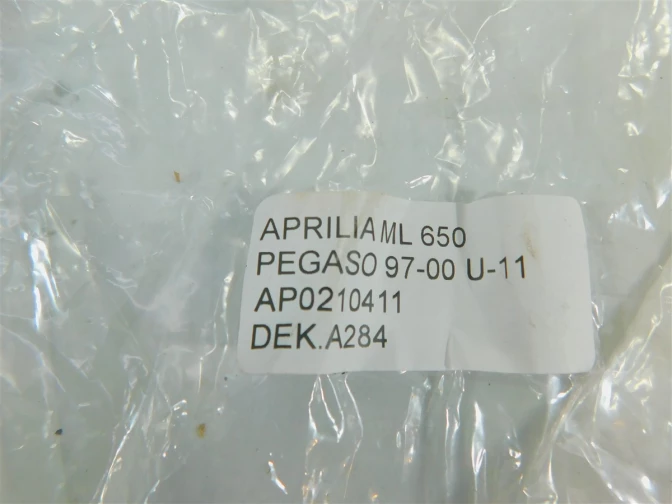 APRILIA ML 650
PEGASO 97-00 U-11
AP0210411
DEK.A284